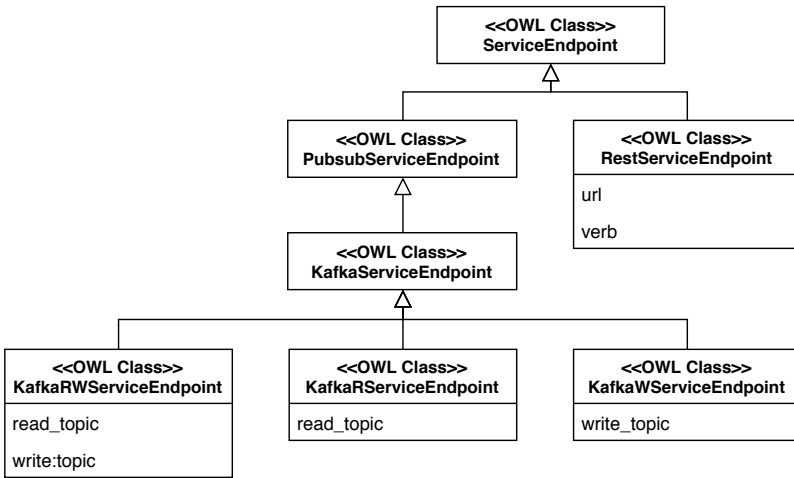 <<OWL Class>>
ServiceEndpoint
<<OWL Class>>
PubsubServiceEndpoint
<<OWL Class>>
RestServiceEndpoint
url
verb
<<OWL Class>>
KafkaServiceEndpoint
<<OWL Class>>
KafkaRWServiceEndpoint
read_topic
write:topic
<<OWL Class>>
KafkaRServiceEndpoint
read_topic
<<OWL Class>>
KafkaWServiceEndpoint
write_topic